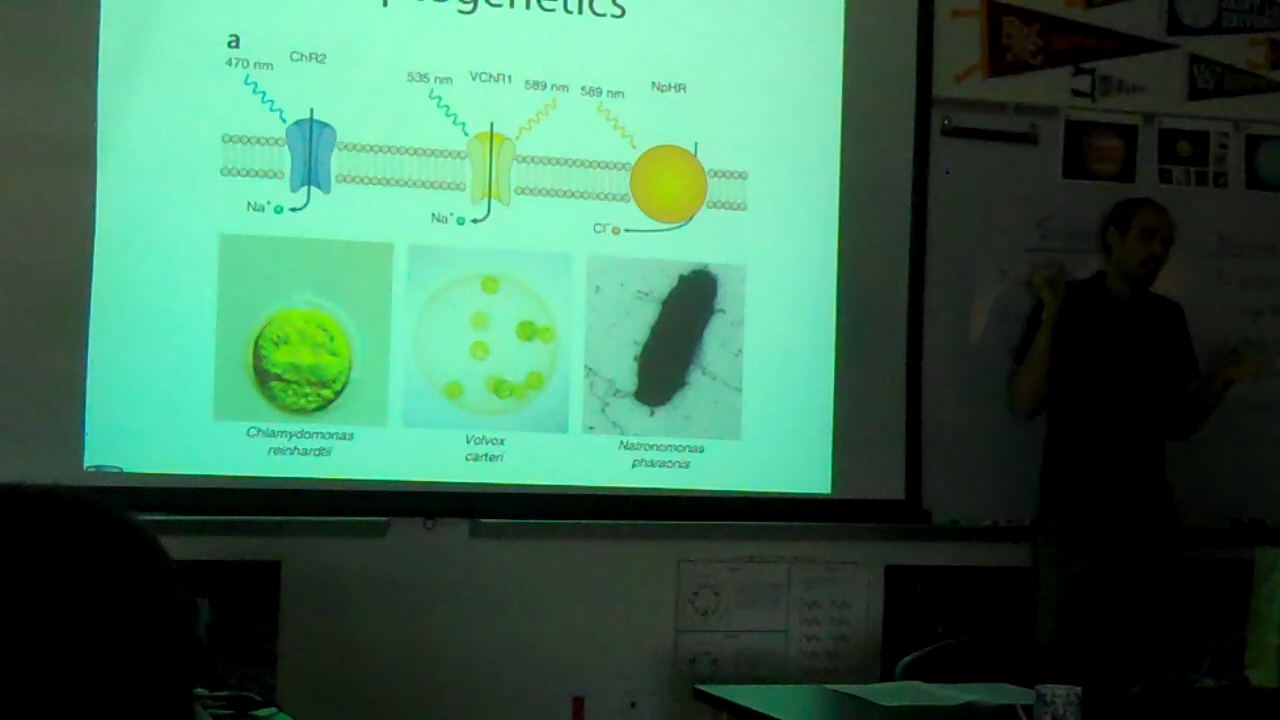 ptogenetics
a
470 nm
ChR2
535 nm
VChR1
589 nm
589 nm
NpHR
Na⁺
Na⁺
Cl⁻
Chlamydomonas
reinhardtii
Volvox
carteri
Natronomonas
pharaonis